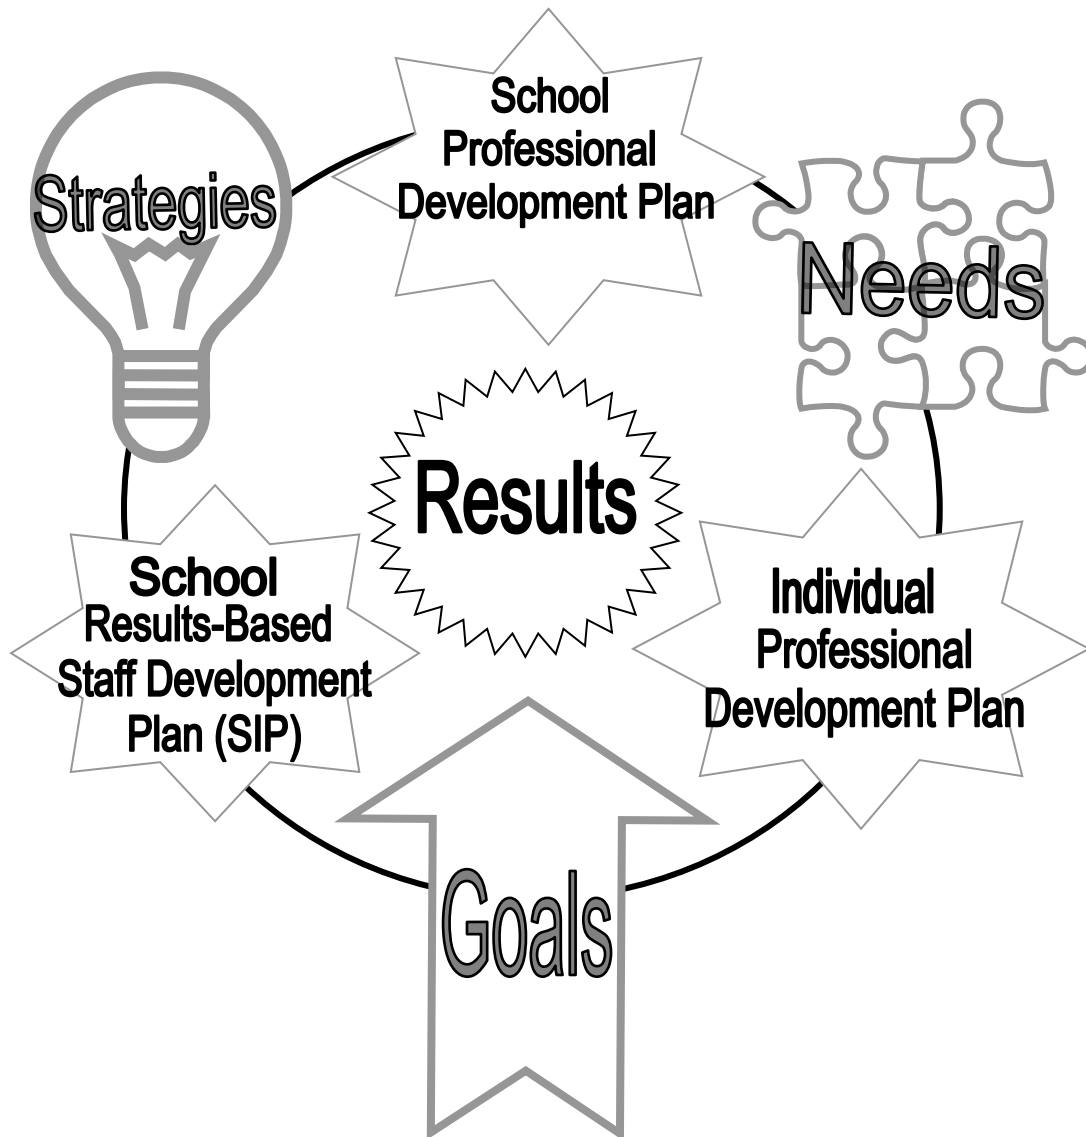 School
Professional
Development Plan
Strategies
Needs
Results
School
Results-Based
Staff Development
Plan (SIP)
Individual
Professional
Development Plan
Goals